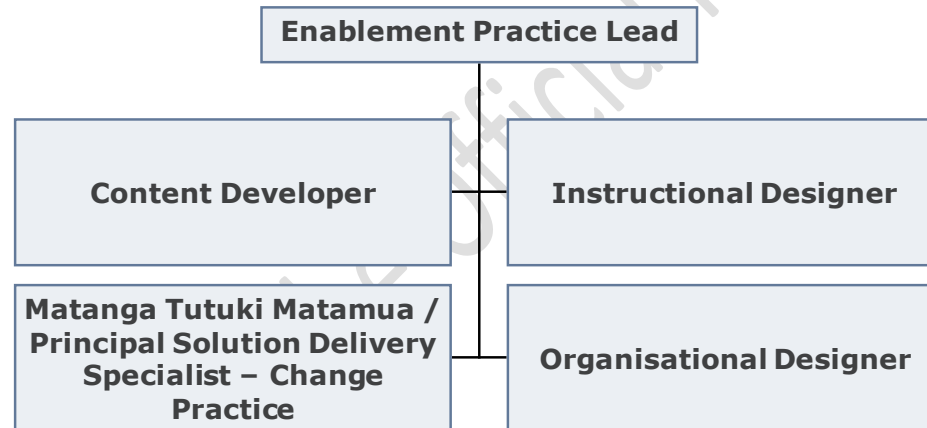 Enablement Practice Lead
Content Developer
Instructional Designer
Matanga Tutuki Matamua /
Principal Solution Delivery
Specialist – Change
Practice
Organisational Designer